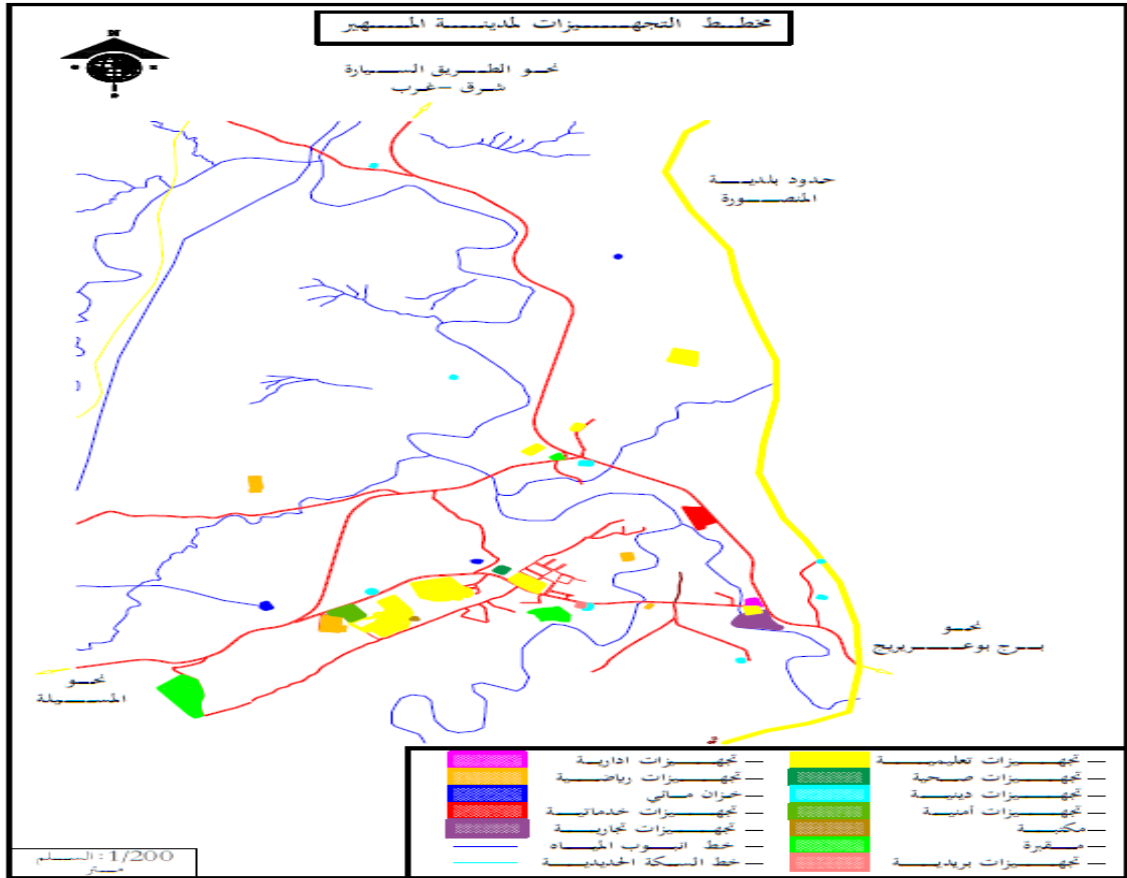 مخطط التجهيزات لمدينة المهير
نحو الطريق السيارة
شرق -غرب
حدود بلدية
المنصورة
نحو
برج بوعريريج
نحو
المسيلة
تجهيزات تعليمية
تجهيزات صحية
تجهيزات دينية
تجهيزات أمنية
مكتبة
مقبرة
تجهيزات بريدية
تجهيزات ادارية
تجهيزات رياضية
خزان مائي
تجهيزات خدماتية
تجهيزات تجارية
خط انبوب المياه
خط السكة الحديدية
السلم :1/200
متر